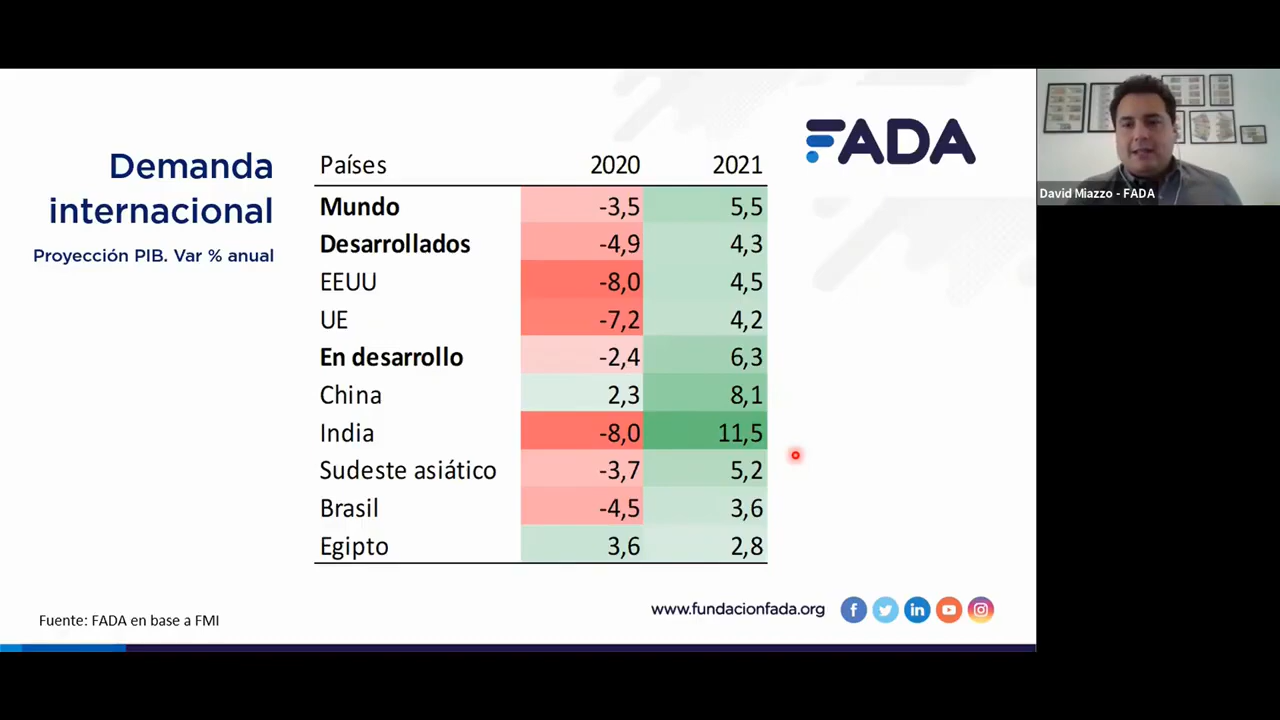 Demanda
internacional
Proyección PIB. Var % anual
Países 2020 2021
Mundo -3,5 5,5
Desarrollados -4,9 4,3
EEUU -8,0 4,5
UE -7,2 4,2
En desarrollo -2,4 6,3
China 2,3 8,1
India -8,0 11,5
Sudeste asiático -3,7 5,2
Brasil -4,5 3,6
Egipto 3,6 2,8
FADA
David Miazzo - FADA
Fuente: FADA en base a FMI
www.fundacionfada.org